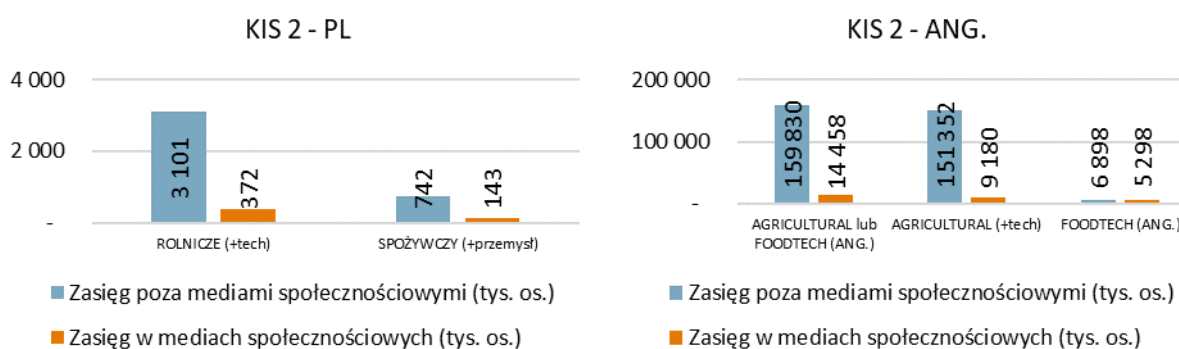 KIS 2 - PL
4 000
2 000
-
3 101
372
742
143
ROLNICZE (+tech)
SPOŻYWCZY (+przemysł)
Zasięg poza mediami społecznościowymi (tys. os.)
Zasięg w mediach społecznościowych (tys. os.)
KIS 2 - ANG.
200 000
100 000
-
159 830
14 458
151 352
9 180
6 898
5 298
AGRICULTURAL lub
FOODTECH (ANG.)
AGRICULTURAL (+tech)
FOODTECH (ANG.)
Zasięg poza mediami społecznościowymi (tys. os.)
Zasięg w mediach społecznościowych (tys. os.)